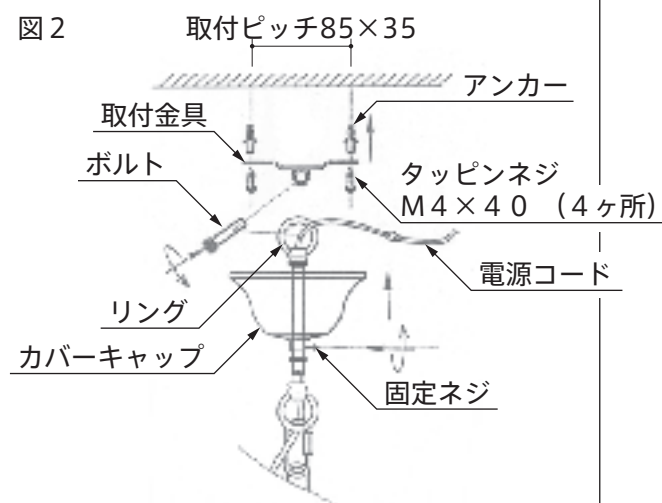 図２
取付ピッチ85×35
アンカー
取付金具
ボルト
タッピンネジ
Ｍ４×４０　（４ヶ所）
電源コード
リング
カバーキャップ
固定ネジ